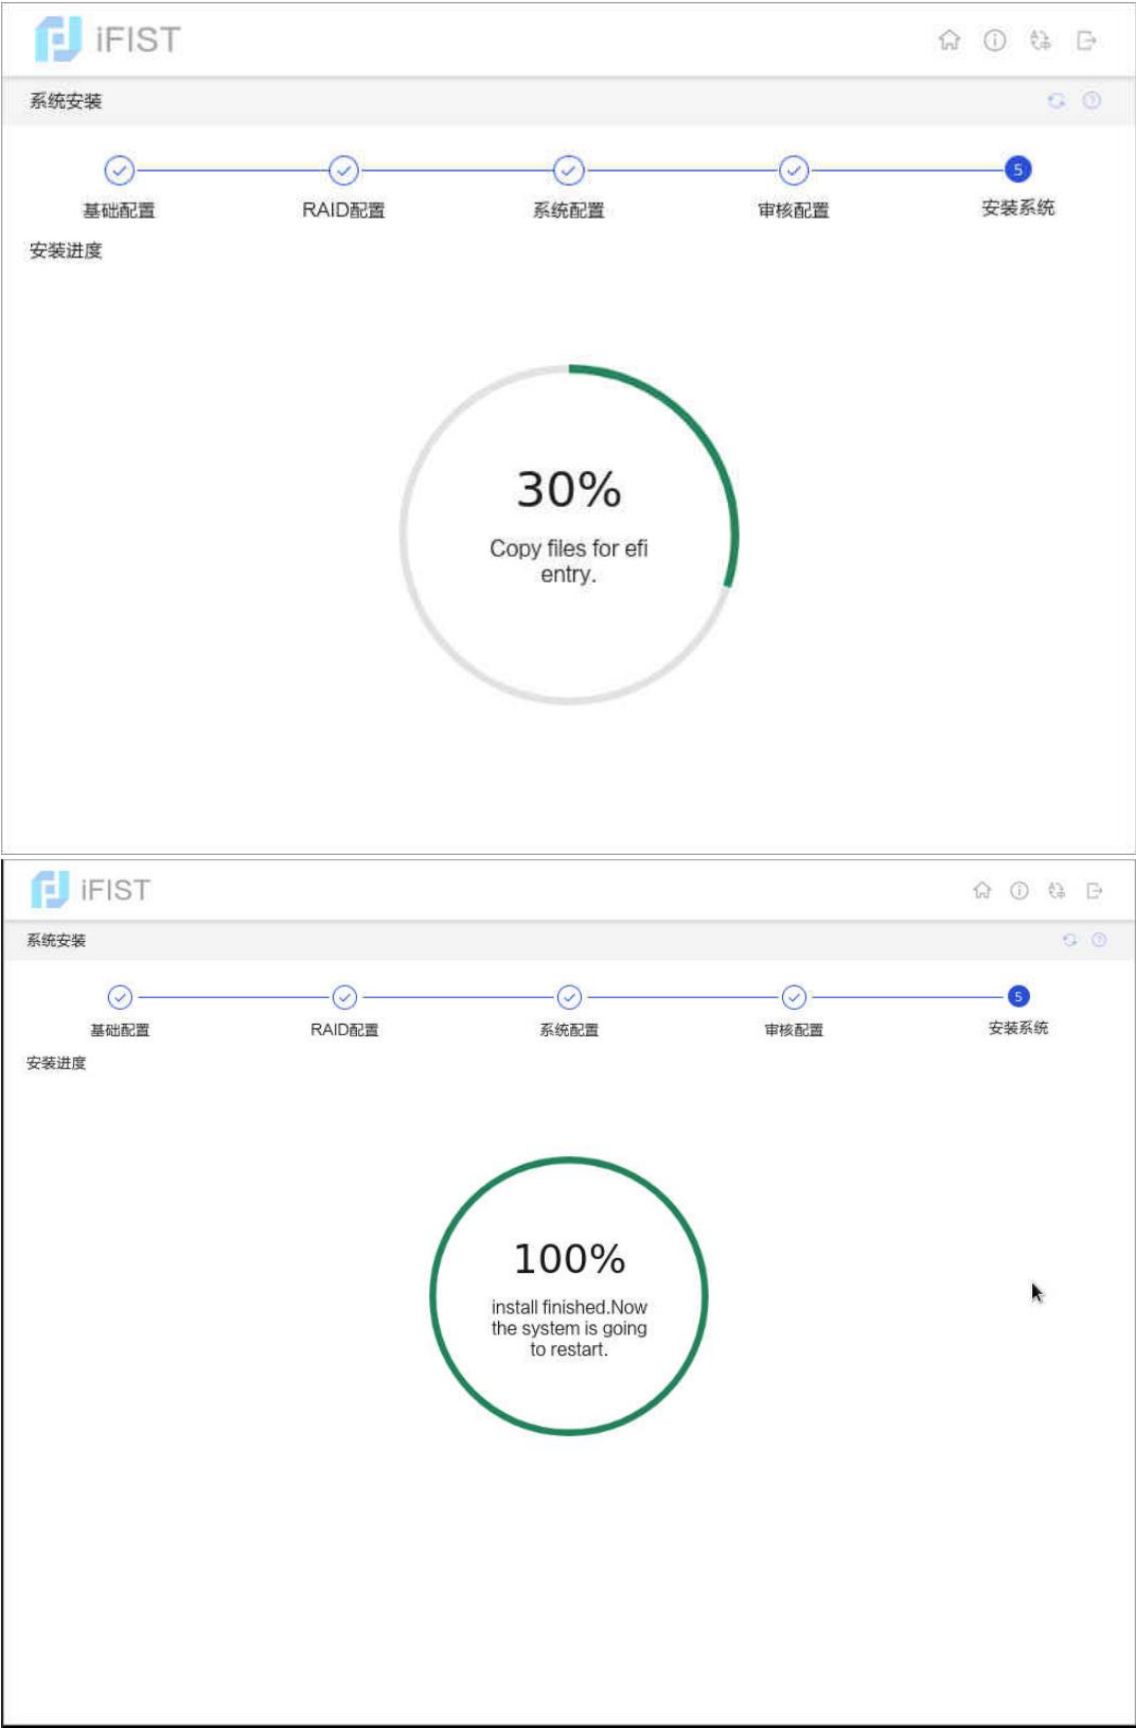 iFIST
系统安装
5
基础配置
RAID配置
系统配置
审核配置
安装系统
安装进度
30%
Copy files for efi
entry.
iFIST
系统安装
5
基础配置
RAID配置
系统配置
审核配置
安装系统
安装进度
100%
install finished.Now
the system is going
to restart.